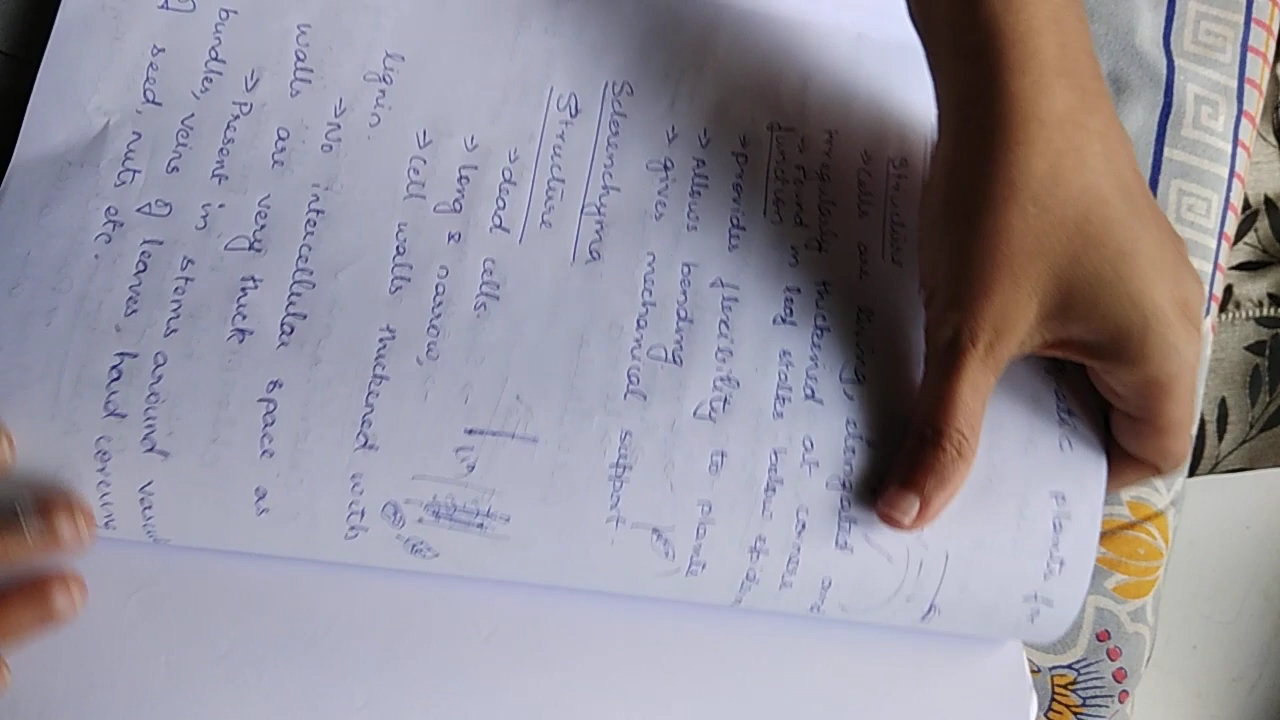 plants
Structure
→ Cells are living, elongated and
irregularly thickened at corners
→ Found in leaf stalks below
Function
→ Provides flexibility to plants
→ Allows bending
→ gives mechanical support.
Sclerenchyma
Structure
→ dead cells.
→ long & narrow,
→ Cell walls thickened with
lignin.
→ No intercellular space as
walls are very thick
→ Present in stems around
bundles, veins of leaves, hard
of seed, nuts etc.